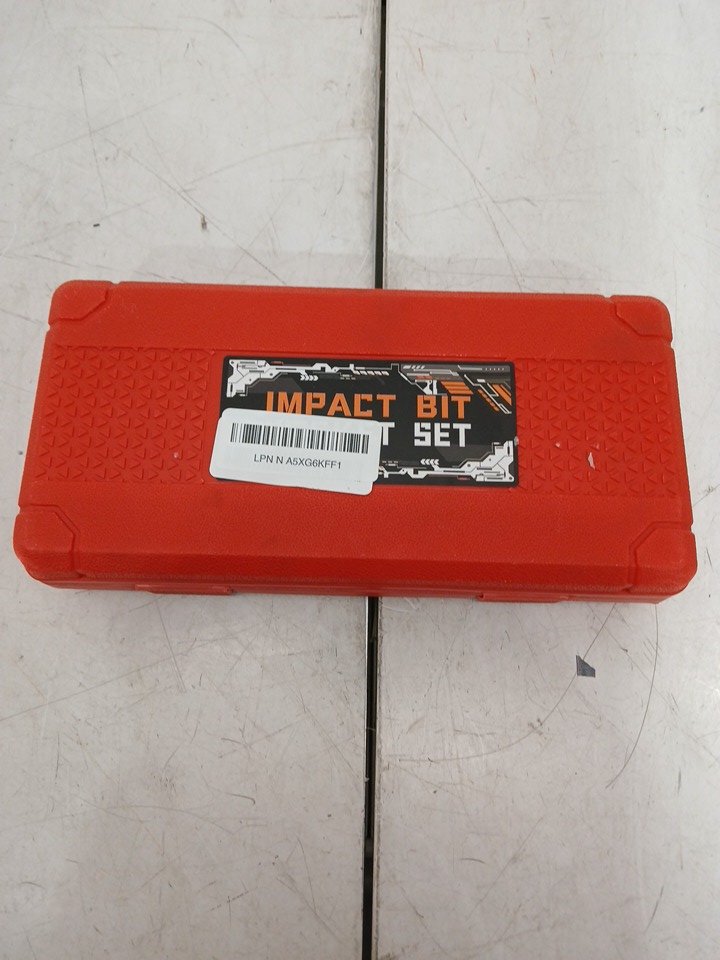 IMPACT BIT
T SET
LPN N A5XG6KFF1